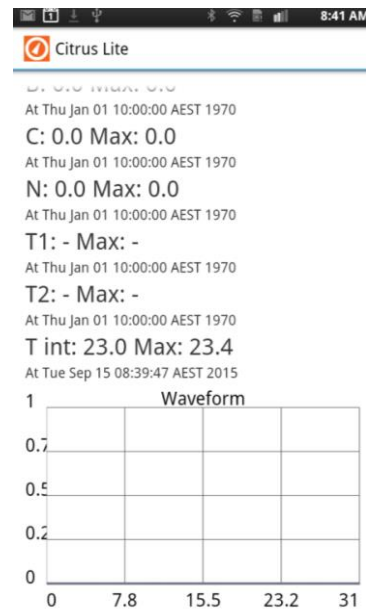 1
8:41 AM
Citrus Lite
At Thu Jan 01 10:00:00 AEST 1970
C: 0.0 Max: 0.0
At Thu Jan 01 10:00:00 AEST 1970
N: 0.0 Max: 0.0
At Thu Jan 01 10:00:00 AEST 1970
T1: - Max: -
At Thu Jan 01 10:00:00 AEST 1970
T2: - Max: -
At Thu Jan 01 10:00:00 AEST 1970
T int: 23.0 Max: 23.4
At Tue Sep 15 08:39:47 AEST 2015
Waveform
1
0.7
0.5
0.2
0
0 7.8 15.5 23.2 31